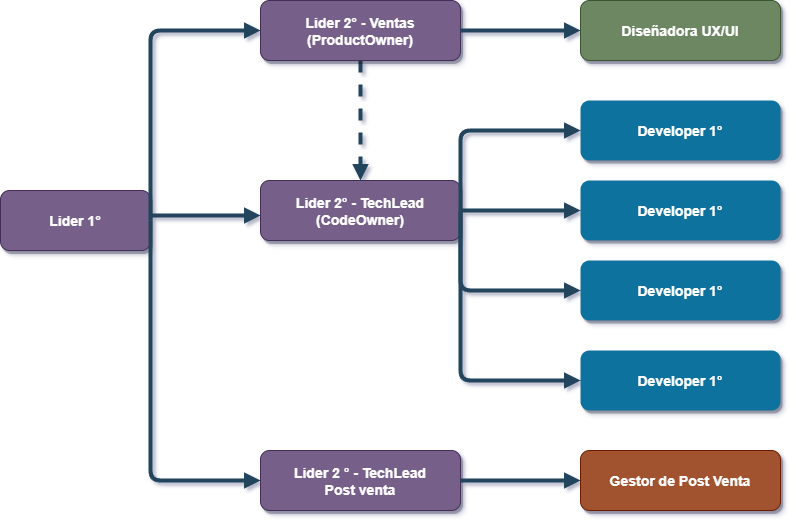 Lider 2° - Ventas
(ProductOwner)
Diseñadora UX/UI
Developer 1°
Lider 1°
Lider 2° - TechLead
(CodeOwner)
Developer 1°
Developer 1°
Developer 1°
Lider 2 ° - TechLead
Post venta
Gestor de Post Venta